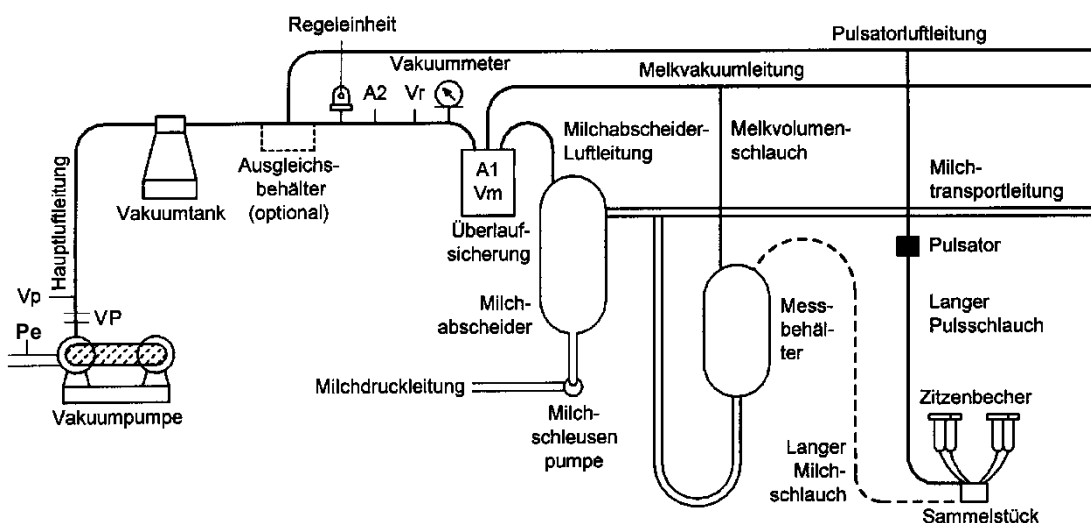 Regeleinheit
Pulsatorluftleitung
Vakuummeter
Melkvakuumleitung
A2
Vr
Milchabscheider-
Luftleitung
Melkvolumen-
schlauch
Ausgleichs-
behälter
(optional)
A1
Vm
Milch-
transportleitung
Vakuumtank
Überlauf-
sicherung
Pulsator
Hauptluftleitung
Milch-
abscheider
Mess-
behäl-
ter
Langer
Pulsschlauch
Vp
VP
Pe
Milchdruckleitung
Zitzenbecher
Vakuumpumpe
Milch-
schleusen
pumpe
Langer
Milch-
schlauch
Sammelstück